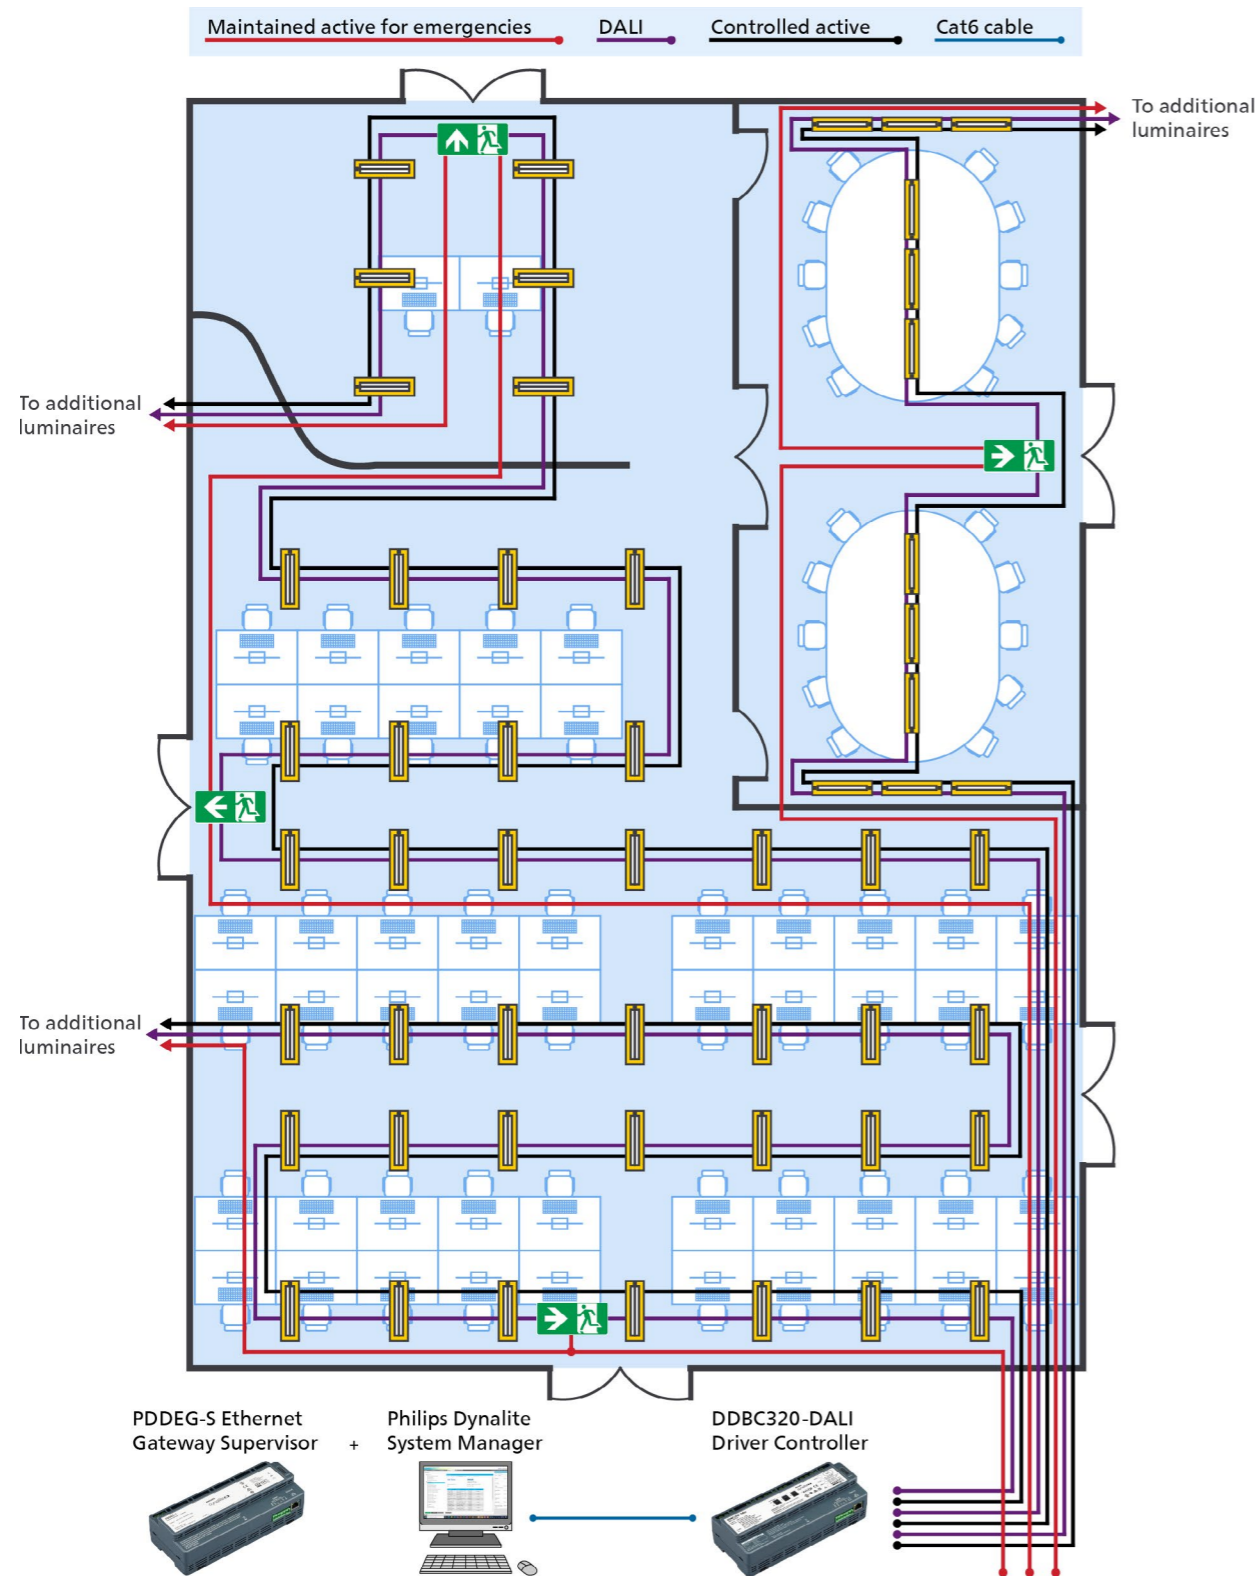 Maintained active for emergencies
DALI
Controlled active
Cat6 cable
To additional
luminaires
To additional
luminaires
To additional
luminaires
PDDEG-S Ethernet
Gateway Supervisor
+
Philips Dynalite
System Manager
DDBC320-DALI
Driver Controller